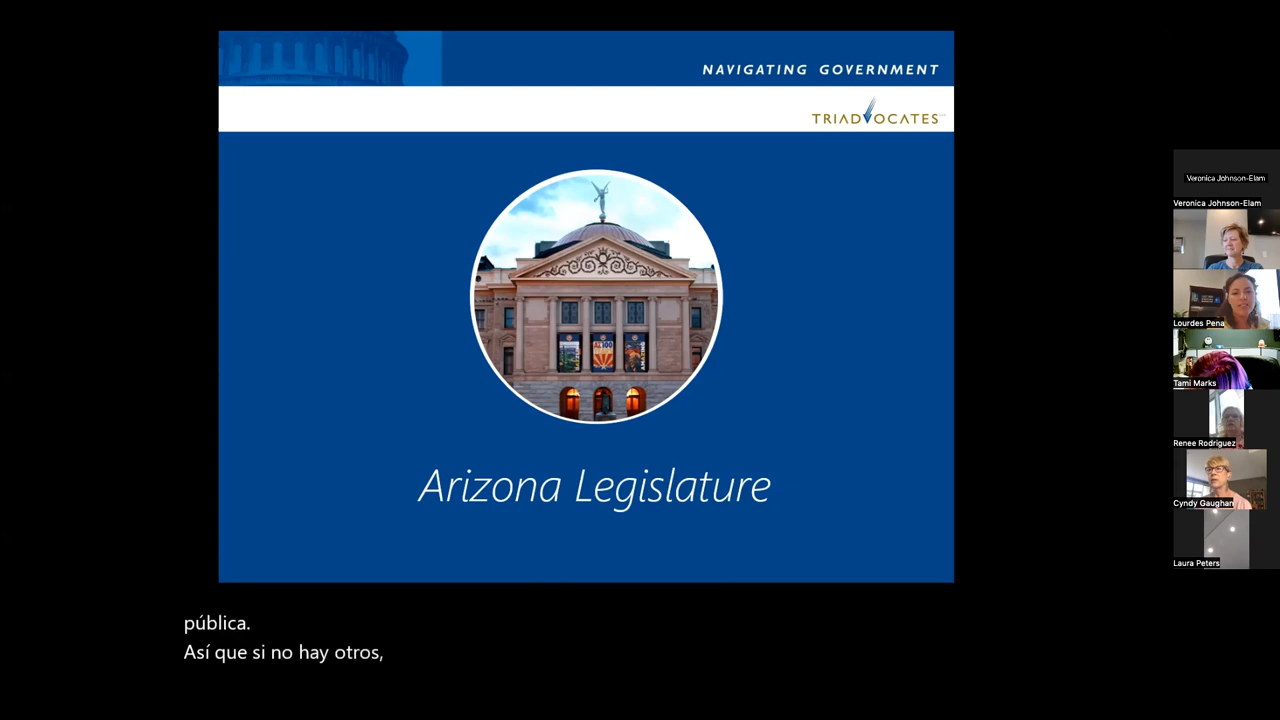 NAVIGATING GOVERNMENT
TRIADVOCATES
Arizona Legislature
pública.
Así que si no hay otros,
Veronica Johnson-Elam
Veronica Johnson-Elam
Lourdes Pena
Tami Marks
Renee Rodriguez
Cyndy Gaughan
Laura Peters